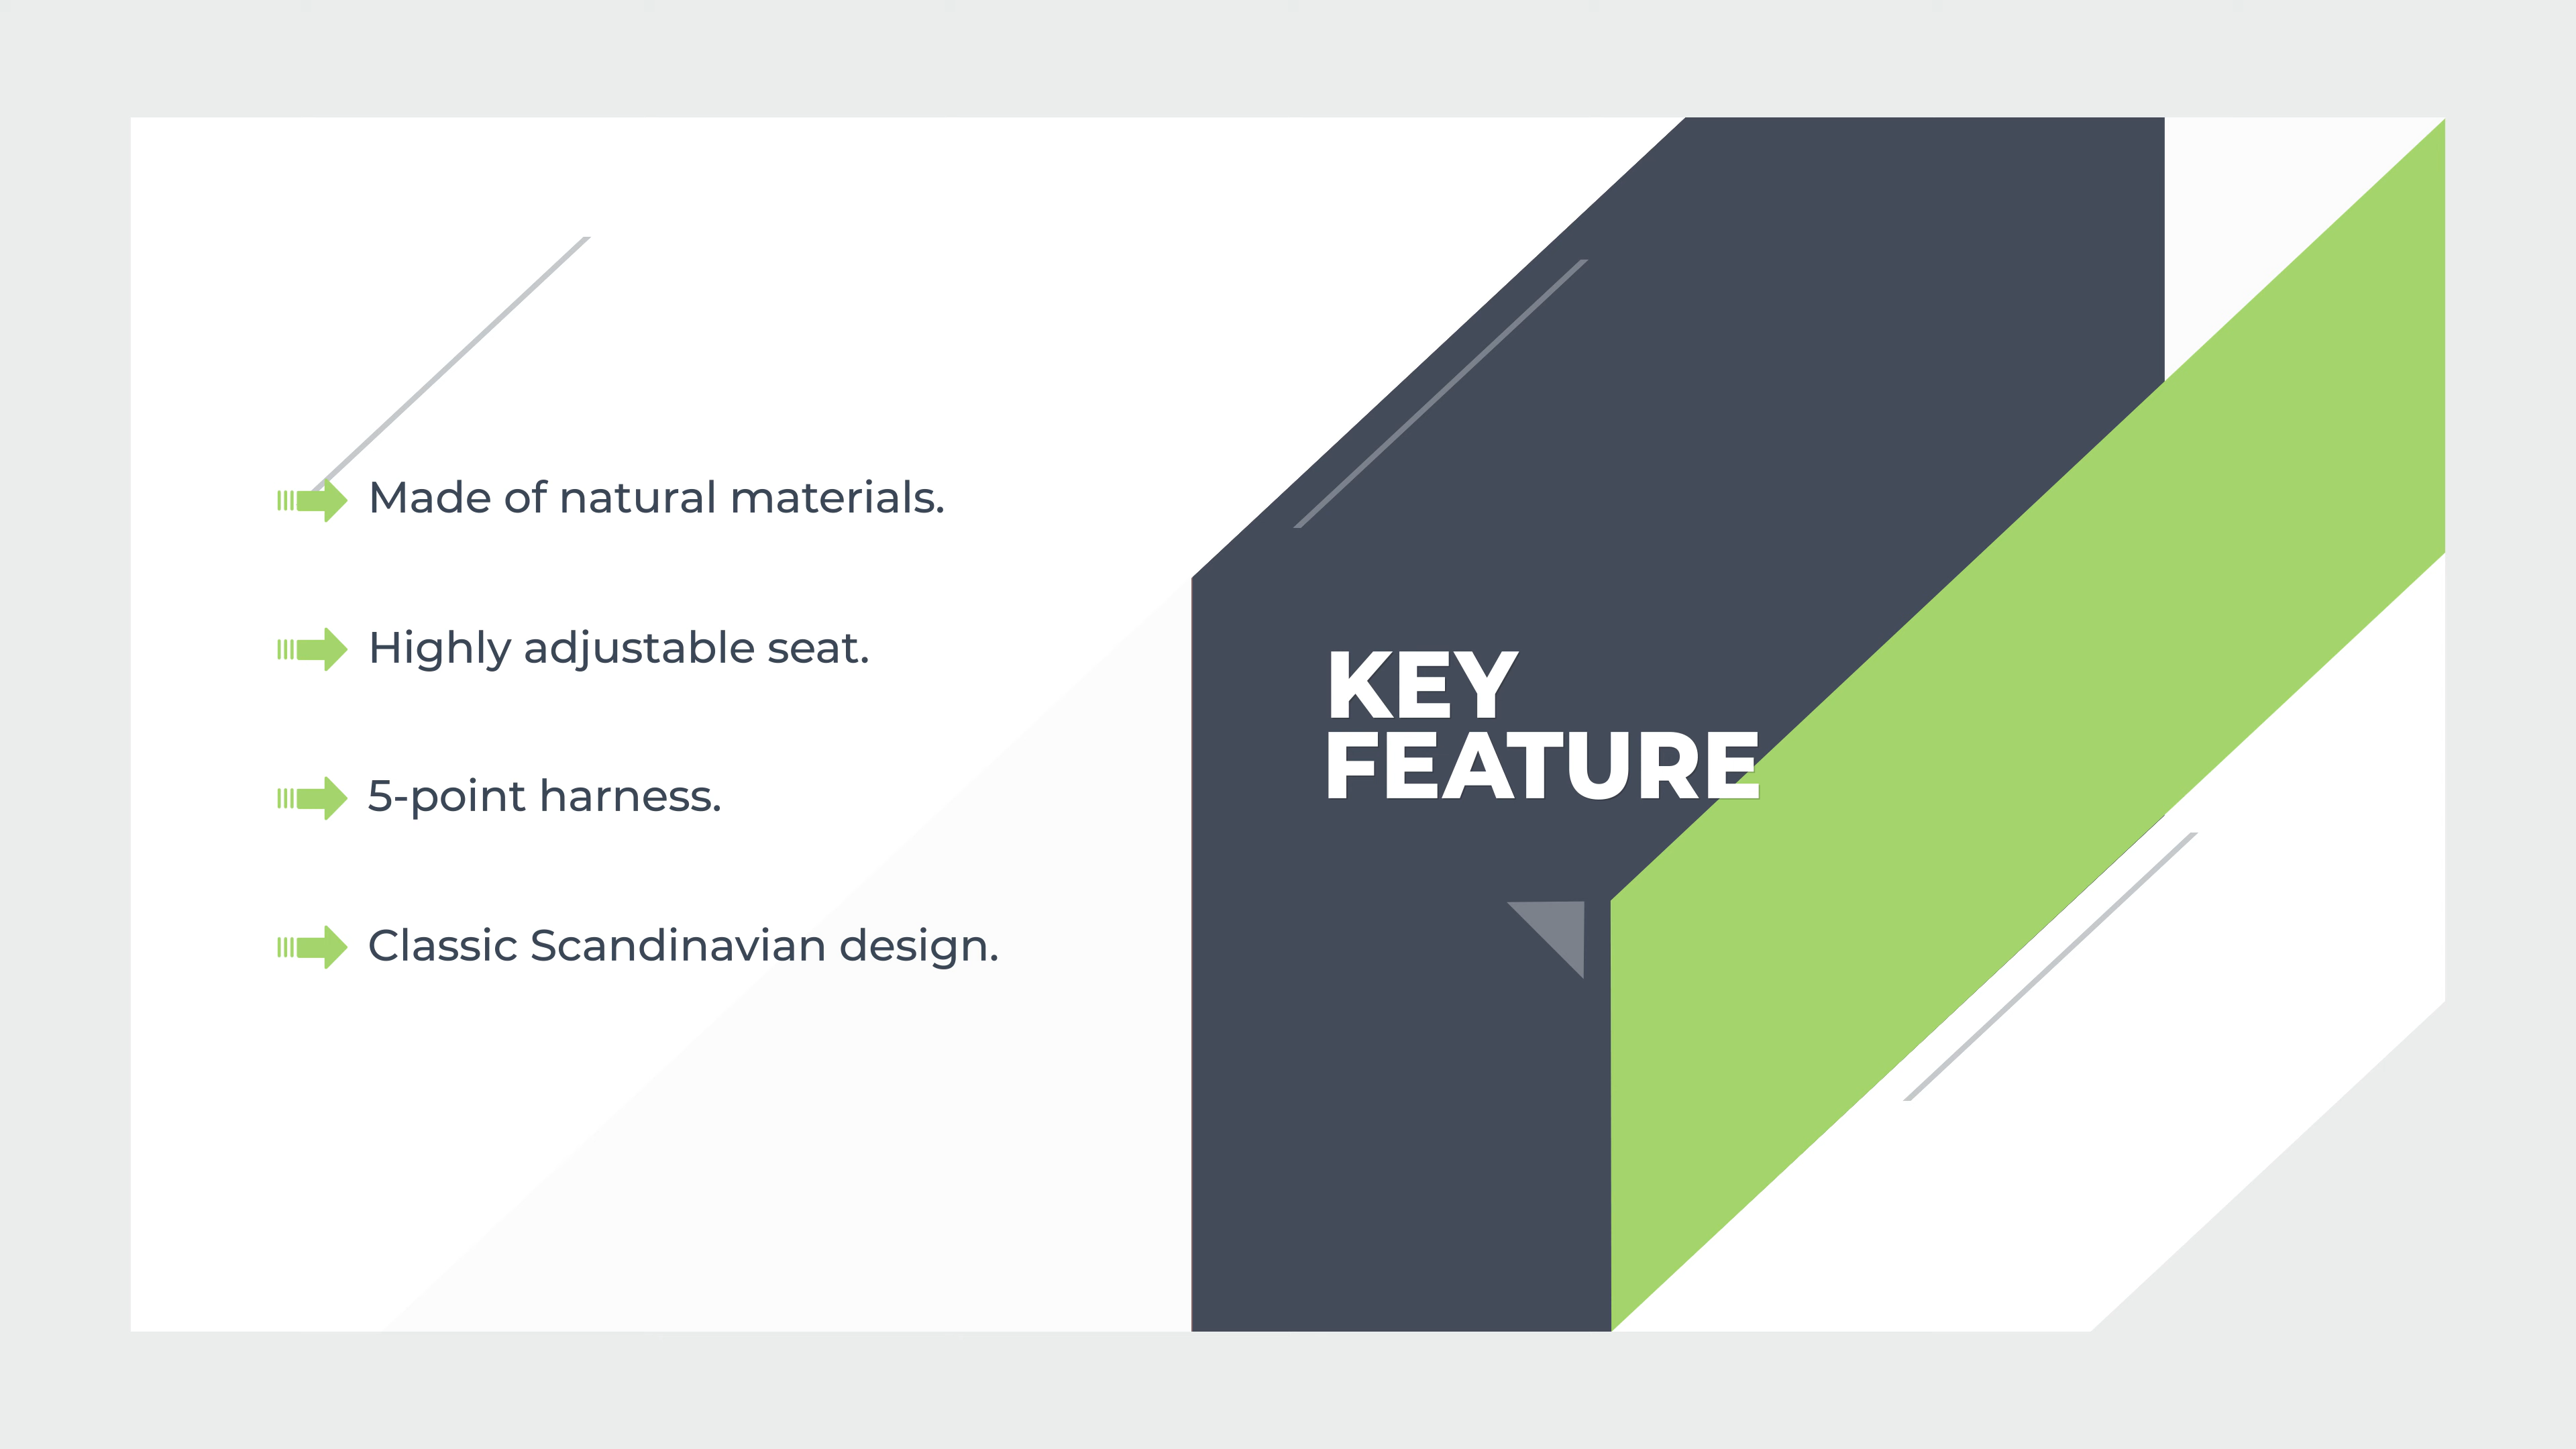 Made of natural materials.
Highly adjustable seat.
5-point harness.
Classic Scandinavian design.
KEY
FEATURE